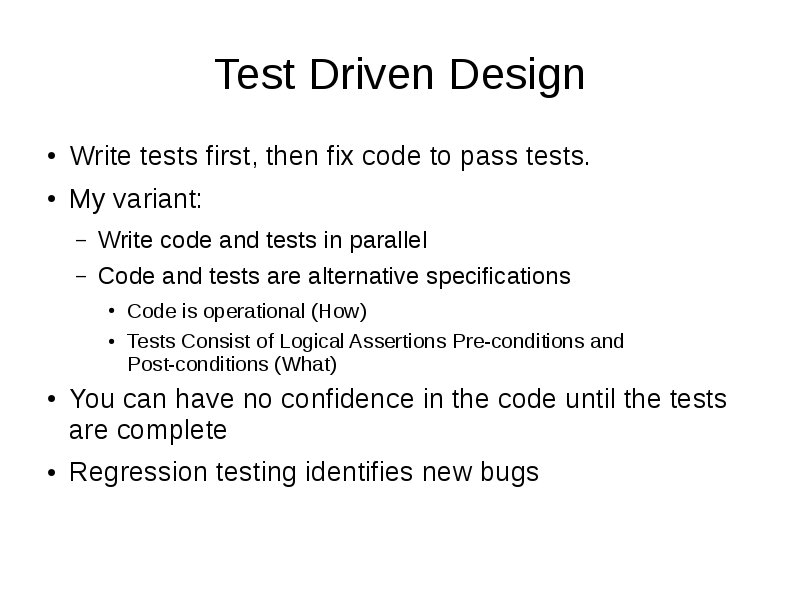 Test Driven Design
• Write tests first, then fix code to pass tests.
• My variant:
– Write code and tests in parallel
– Code and tests are alternative specifications
• Code is operational (How)
• Tests Consist of Logical Assertions Pre-conditions and
Post-conditions (What)
• You can have no confidence in the code until the tests
are complete
• Regression testing identifies new bugs